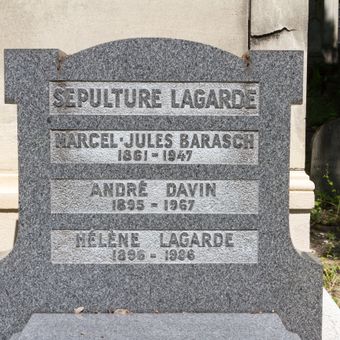 SEPULTURE LAGARDE
MARCEL-JULES BARASCH
1861 - 1947
ANDRÉ DAVIN
1895 - 1967
HÉLÈNE LAGARDE
1896 - 1986